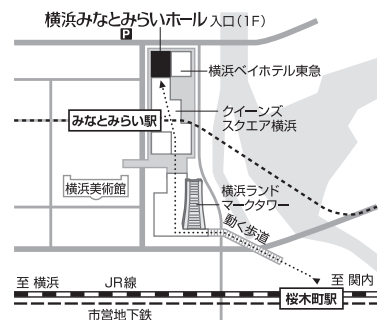 横浜みなとみらいホール 入口(1F)
P
横浜ベイホテル東急
みなとみらい駅
クイーンズ
スクエア横浜
横浜美術館
横浜ランド
マークタワー
動く歩道
至 横浜
JR線
至 関内
桜木町駅
市営地下鉄